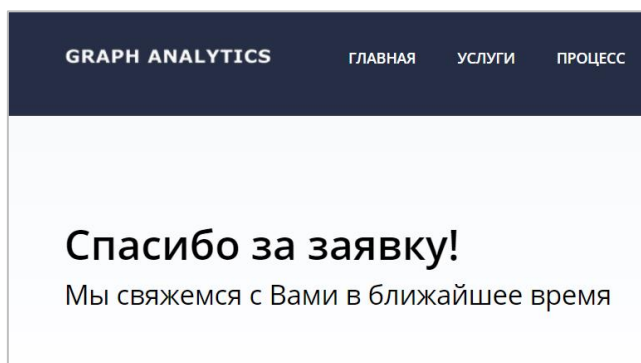 GRAPH ANALYTICS ГЛАВНАЯ УСЛУГИ ПРОЦЕСС
Спасибо за заявку!
Мы свяжемся с Вами в ближайшее время